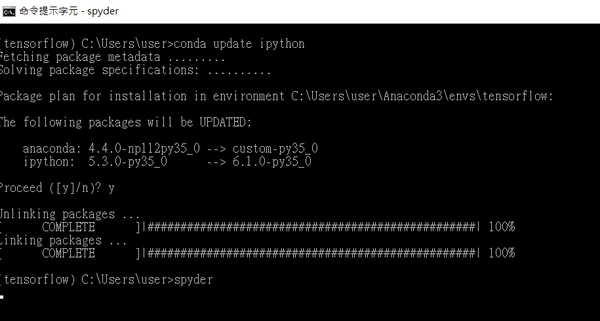 命令提示字元 - spyder
(tensorflow) C:\Users\user>conda update ipython
Fetching package metadata .........
Solving package specifications: ..........
Package plan for installation in environment C:\Users\user\Anaconda3\envs\tensorflow:
The following packages will be UPDATED:
anaconda: 4.4.0-np112py35_0 --> custom-py35_0
ipython: 5.3.0-py35_0 --> 6.1.0-py35_0
Proceed ([y]/n)? y
Unlinking packages ...
[ COMPLETE ]|##################################################| 100%
Linking packages ...
[ COMPLETE ]|##################################################| 100%
(tensorflow) C:\Users\user>spyder